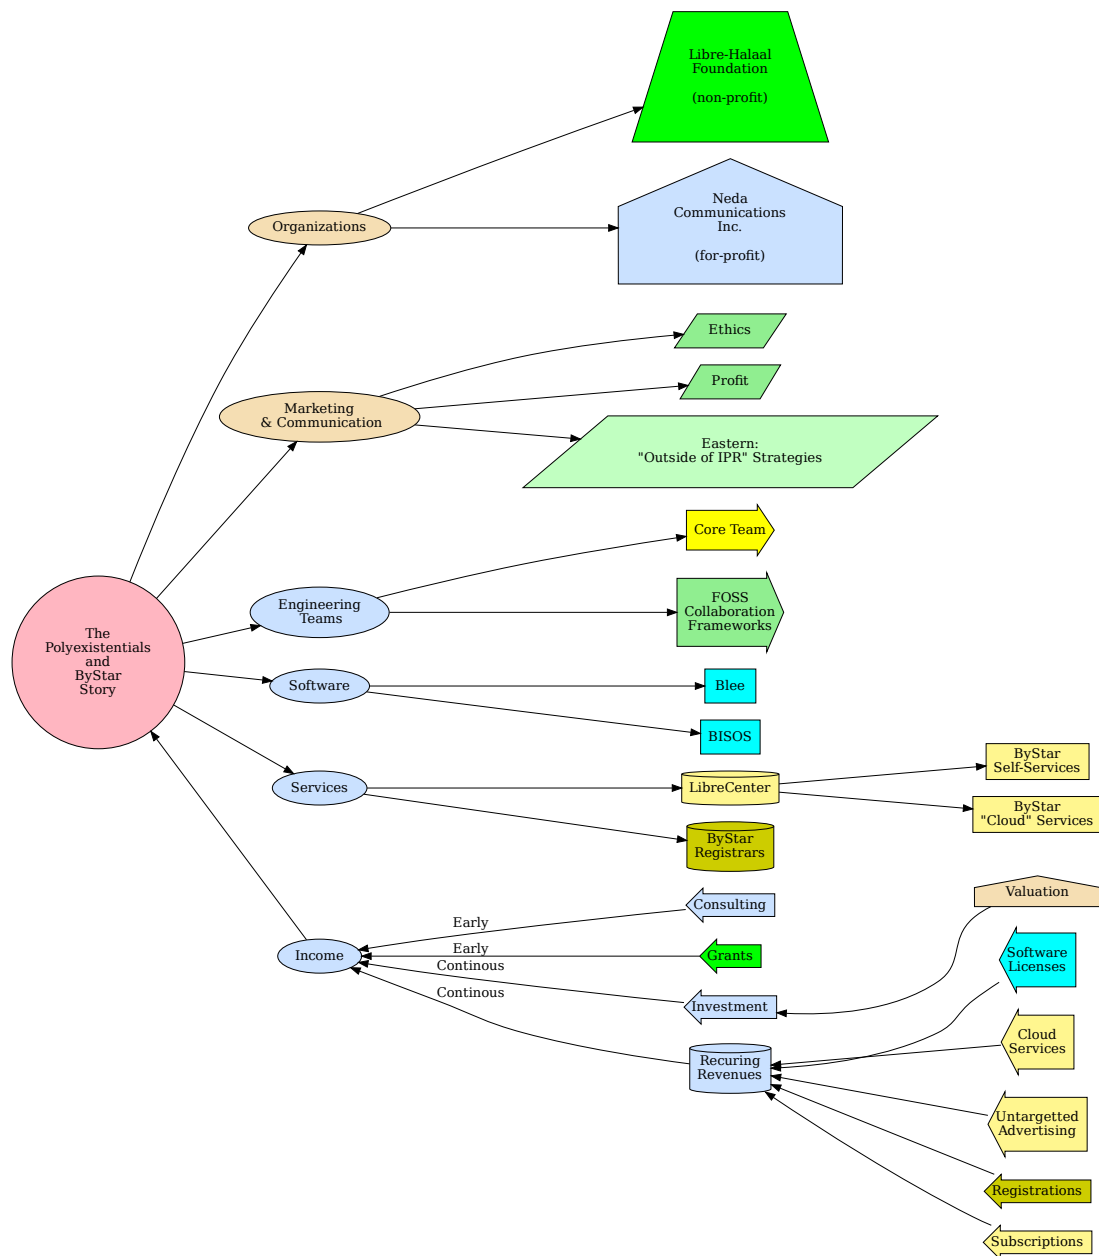 Libre-Halaal
Foundation
(non-profit)
Neda
Communications
Inc.
(for-profit)
Organizations
Ethics
Profit
Marketing
& Communication
Eastern:
"Outside of IPR" Strategies
Core Team
FOSS
Collaboration
Frameworks
Engineering
Teams
The
Polyexistentials
and
ByStar
Story
Software
Blee
BISOS
Services
LibreCenter
ByStar
Self-Services
ByStar
"Cloud" Services
ByStar
Registrars
Consulting
Early
Grants
Early
Income
Continous
Investment
Continous
Valuation
Software
Licenses
Recuring
Revenues
Cloud
Services
Untargetted
Advertising
Registrations
Subscriptions